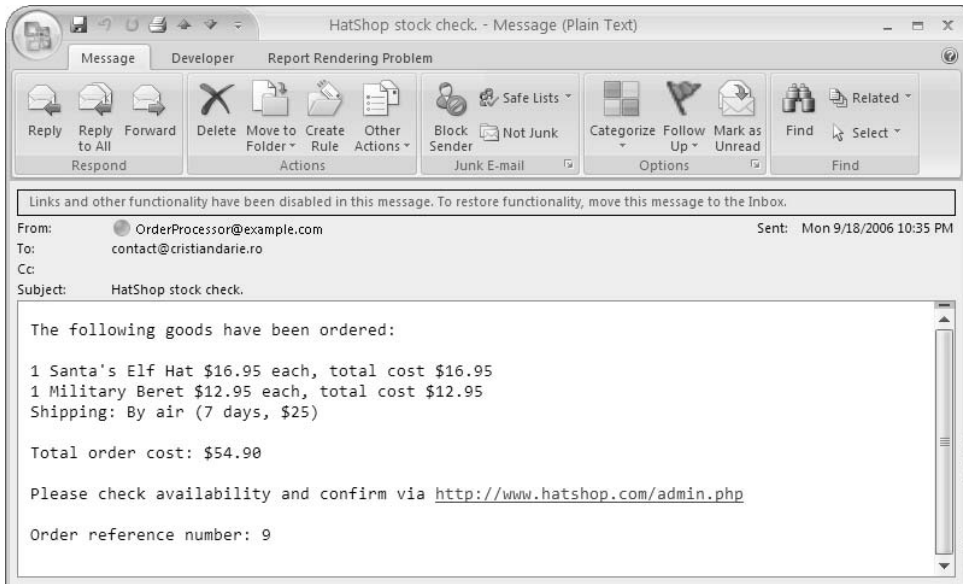 HatShop stock check. - Message (Plain Text)
Message Developer Report Rendering Problem
Reply Reply to All Forward
Respond
Delete Move to Folder Create Rule Other Actions
Actions
Block Sender Safe Lists Not Junk
Junk E-mail
Categorize Follow Up Mark as Unread
Options
Find Related Select
Find
Links and other functionality have been disabled in this message. To restore functionality, move this message to the Inbox.
From: OrderProcessor@example.com Sent: Mon 9/18/2006 10:35 PM
To: contact@cristiandarie.ro
Cc:
Subject: HatShop stock check.
The following goods have been ordered:
1 Santa's Elf Hat $16.95 each, total cost $16.95
1 Military Beret $12.95 each, total cost $12.95
Shipping: By air (7 days, $25)
Total order cost: $54.90
Please check availability and confirm via http://www.hatshop.com/admin.php
Order reference number: 9